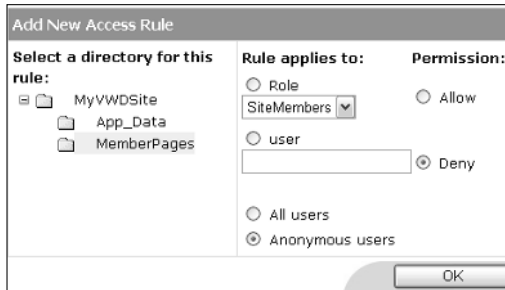 Add New Access Rule
Select a directory for this
rule:
MyVWDSite
App_Data
MemberPages
Rule applies to:
Role
SiteMembers
user
All users
Anonymous users
Permission:
Allow
Deny
OK